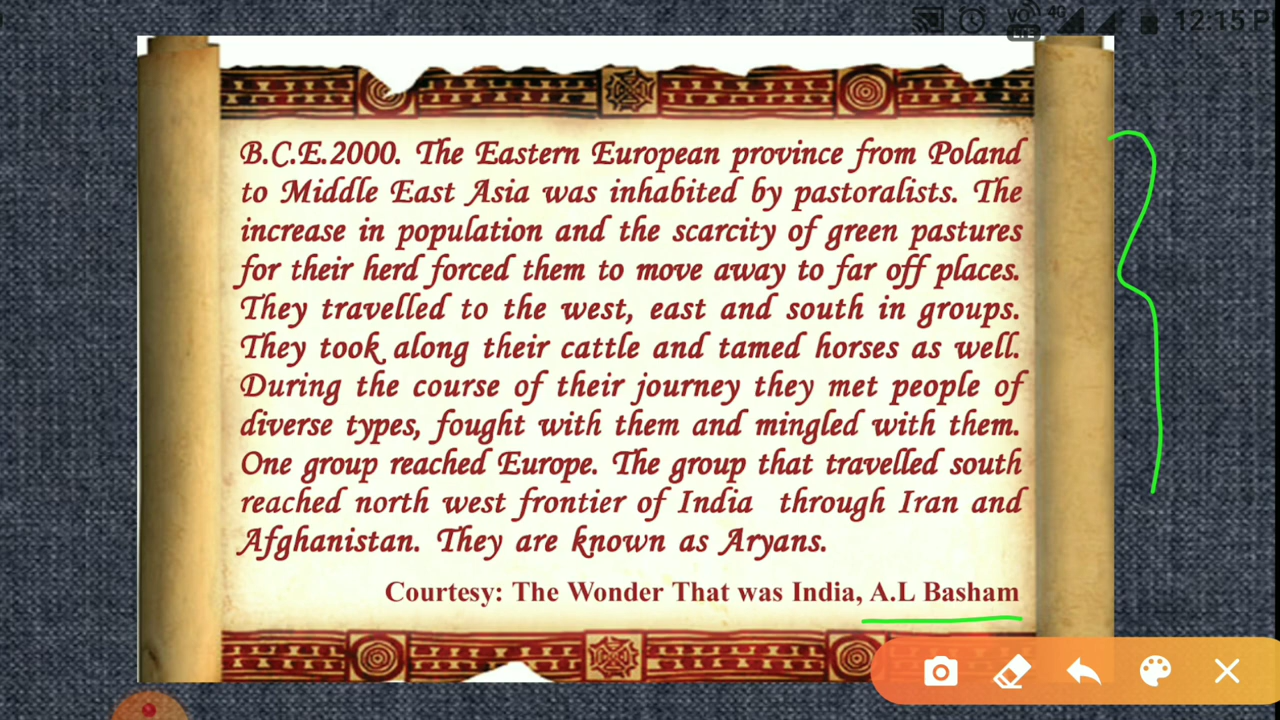 12:15 P
VO
4G
B.C.E.2000. The Eastern European province from Poland
to Middle East Asia was inhabited by pastoralists. The
increase in population and the scarcity of green pastures
for their herd forced them to move away to far off places.
They travelled to the west, east and south in groups.
They took along their cattle and tamed horses as well.
During the course of their journey they met people of
diverse types, fought with them and mingled with them.
One group reached Europe. The group that travelled south
reached north west frontier of India through Iran and
Afghanistan. They are known as Aryans.
Courtesy: The Wonder That was India, A.L Basham